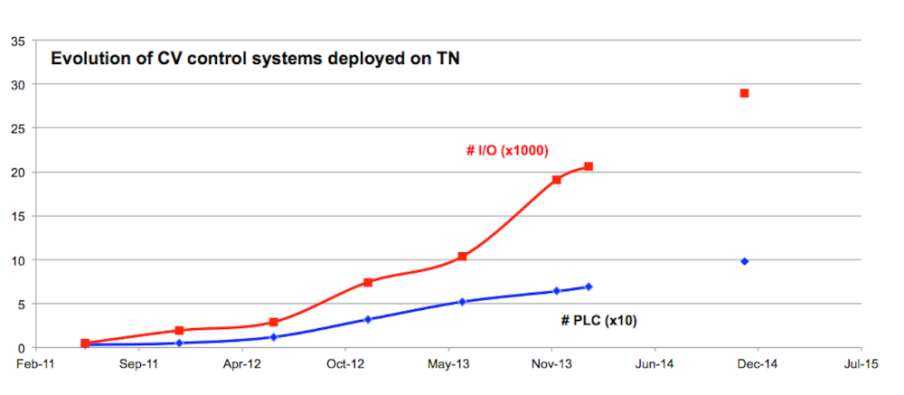 Evolution of CV control systems deployed on TN
35
30
25
20
15
10
5
0
# I/O (x1000)
# PLC (x10)
Feb-11 Sep-11 Apr-12 Oct-12 May-13 Nov-13 Jun-14 Dec-14 Jul-15